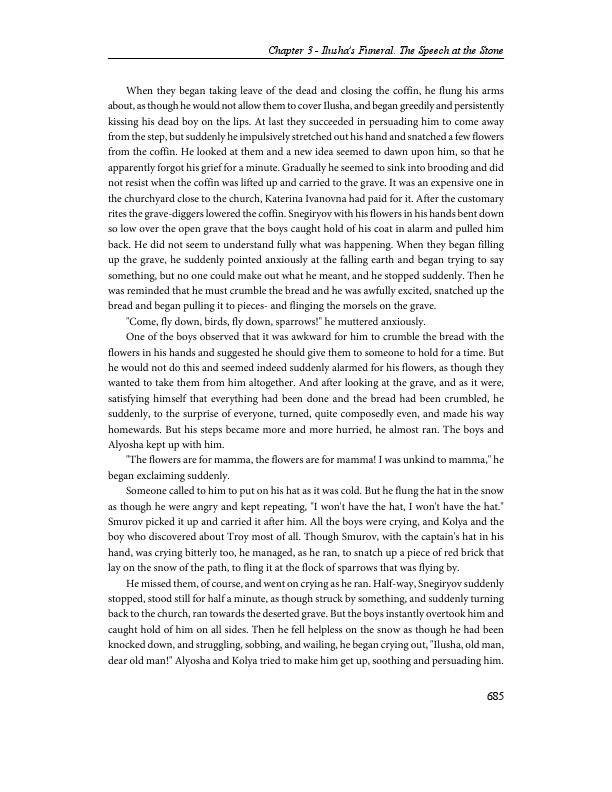 Chapter 3 - Ilusha's Funeral. The Speech at the Stone
When they began taking leave of the dead and closing the coffin, he flung his arms
about, as though he would not allow them to cover Ilusha, and began greedily and persistently
kissing his dead boy on the lips. At last they succeeded in persuading him to come away
from the step, but suddenly he impulsively stretched out his hand and snatched a few flowers
from the coffin. He looked at them and a new idea seemed to dawn upon him, so that he
apparently forgot his grief for a minute. Gradually he seemed to sink into brooding and did
not resist when the coffin was lifted up and carried to the grave. It was an expensive one in
the churchyard close to the church, Katerina Ivanovna had paid for it. After the customary
rites the grave-diggers lowered the coffin. Snegiryov with his flowers in his hands bent down
so low over the open grave that the boys caught hold of his coat in alarm and pulled him
back. He did not seem to understand fully what was happening. When they began filling
up the grave, he suddenly pointed anxiously at the falling earth and began trying to say
something, but no one could make out what he meant, and he stopped suddenly. Then he
was reminded that he must crumble the bread and he was awfully excited, snatched up the
bread and began pulling it to pieces- and flinging the morsels on the grave.
"Come, fly down, birds, fly down, sparrows!" he muttered anxiously.
One of the boys observed that it was awkward for him to crumble the bread with the
flowers in his hands and suggested he should give them to someone to hold for a time. But
he would not do this and seemed indeed suddenly alarmed for his flowers, as though they
wanted to take them from him altogether. And after looking at the grave, and as it were,
satisfying himself that everything had been done and the bread had been crumbled, he
suddenly, to the surprise of everyone, turned, quite composedly even, and made his way
homewards. But his steps became more and more hurried, he almost ran. The boys and
Alyosha kept up with him.
"The flowers are for mamma, the flowers are for mamma! I was unkind to mamma," he
began exclaiming suddenly.
Someone called to him to put on his hat as it was cold. But he flung the hat in the snow
as though he were angry and kept repeating, "I won't have the hat, I won't have the hat."
Smurov picked it up and carried it after him. All the boys were crying, and Kolya and the
boy who discovered about Troy most of all. Though Smurov, with the captain's hat in his
hand, was crying bitterly too, he managed, as he ran, to snatch up a piece of red brick that
lay on the snow of the path, to fling it at the flock of sparrows that was flying by.
He missed them, of course, and went on crying as he ran. Half-way, Snegiryov suddenly
stopped, stood still for half a minute, as though struck by something, and suddenly turning
back to the church, ran towards the deserted grave. But the boys instantly overtook him and
caught hold of him on all sides. Then he fell helpless on the snow as though he had been
knocked down, and struggling, sobbing, and wailing, he began crying out, "Ilusha, old man,
dear old man!" Alyosha and Kolya tried to make him get up, soothing and persuading him.
685